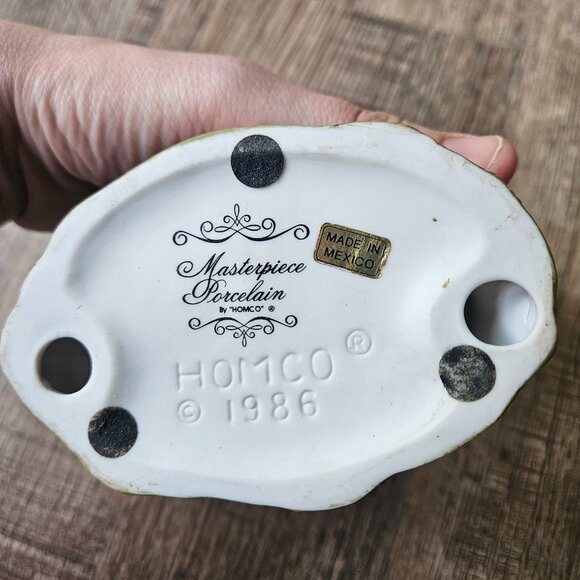 Masterpiece
Porcelain
By "HOMCO" ®
MADE IN
MEXICO
HOMCO ®
© 1986